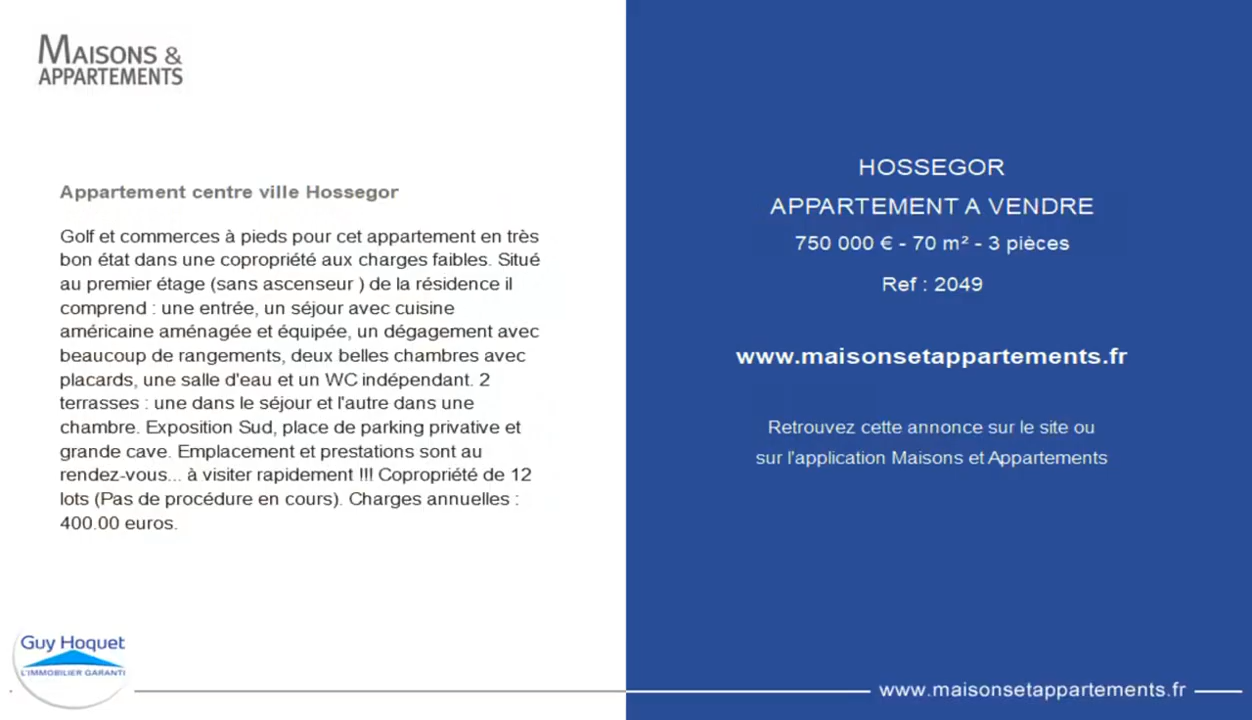 MAISONS &
APPARTEMENTS
Appartement centre ville Hossegor
Golf et commerces à pieds pour cet appartement en très
bon état dans une copropriété aux charges faibles. Situé
au premier étage (sans ascenseur ) de la résidence il
comprend : une entrée, un séjour avec cuisine
américaine aménagée et équipée, un dégagement avec
beaucoup de rangements, deux belles chambres avec
placards, une salle d'eau et un WC indépendant. 2
terrasses : une dans le séjour et l'autre dans une
chambre. Exposition Sud, place de parking privative et
grande cave. Emplacement et prestations sont au
rendez-vous... à visiter rapidement !!! Copropriété de 12
lots (Pas de procédure en cours). Charges annuelles :
400.00 euros.
Guy Hoquet
L'IMMOBILIER GARANTI
HOSSEGOR
APPARTEMENT A VENDRE
750 000 € - 70 m² - 3 pièces
Ref : 2049
www.maisonsetappartements.fr
Retrouvez cette annonce sur le site ou
sur l'application Maisons et Appartements
www.maisonsetappartements.fr